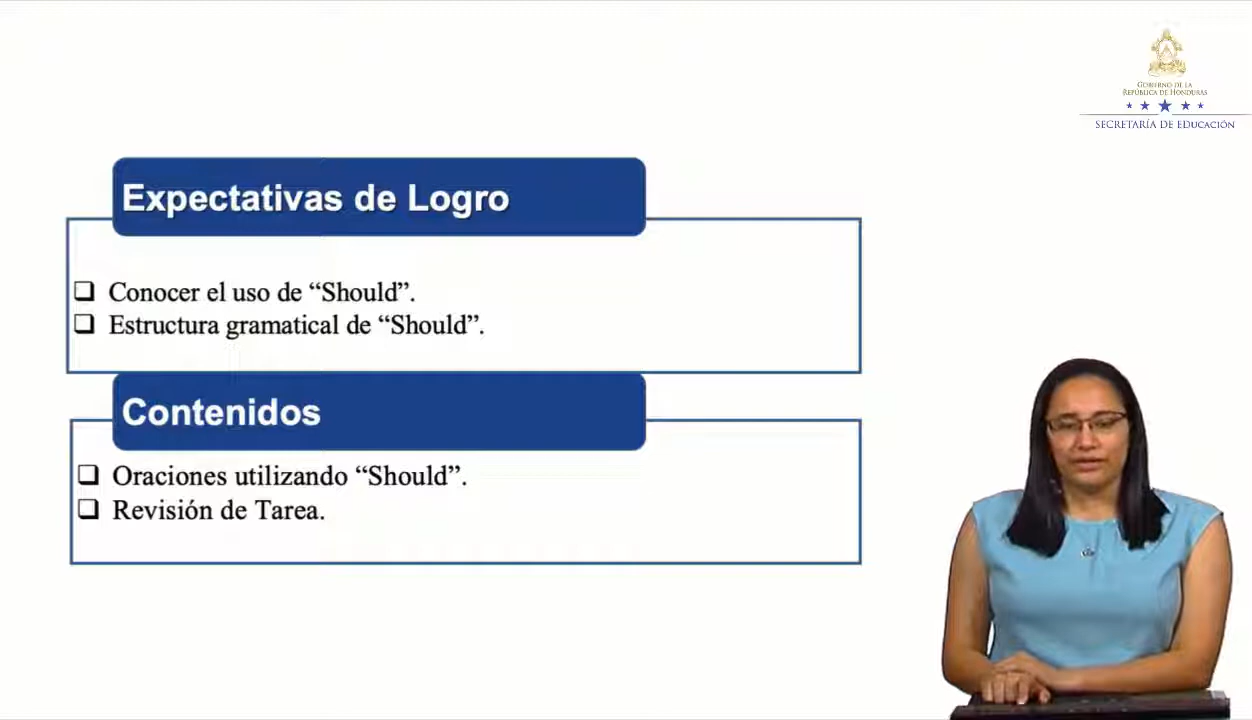 GOBIERNO DE LA
REPÚBLICA DE HONDURAS
SECRETARÍA DE EDUCACIÓN
Expectativas de Logro
Conocer el uso de “Should”.
Estructura gramatical de “Should”.
Contenidos
Oraciones utilizando “Should”.
Revisión de Tarea.